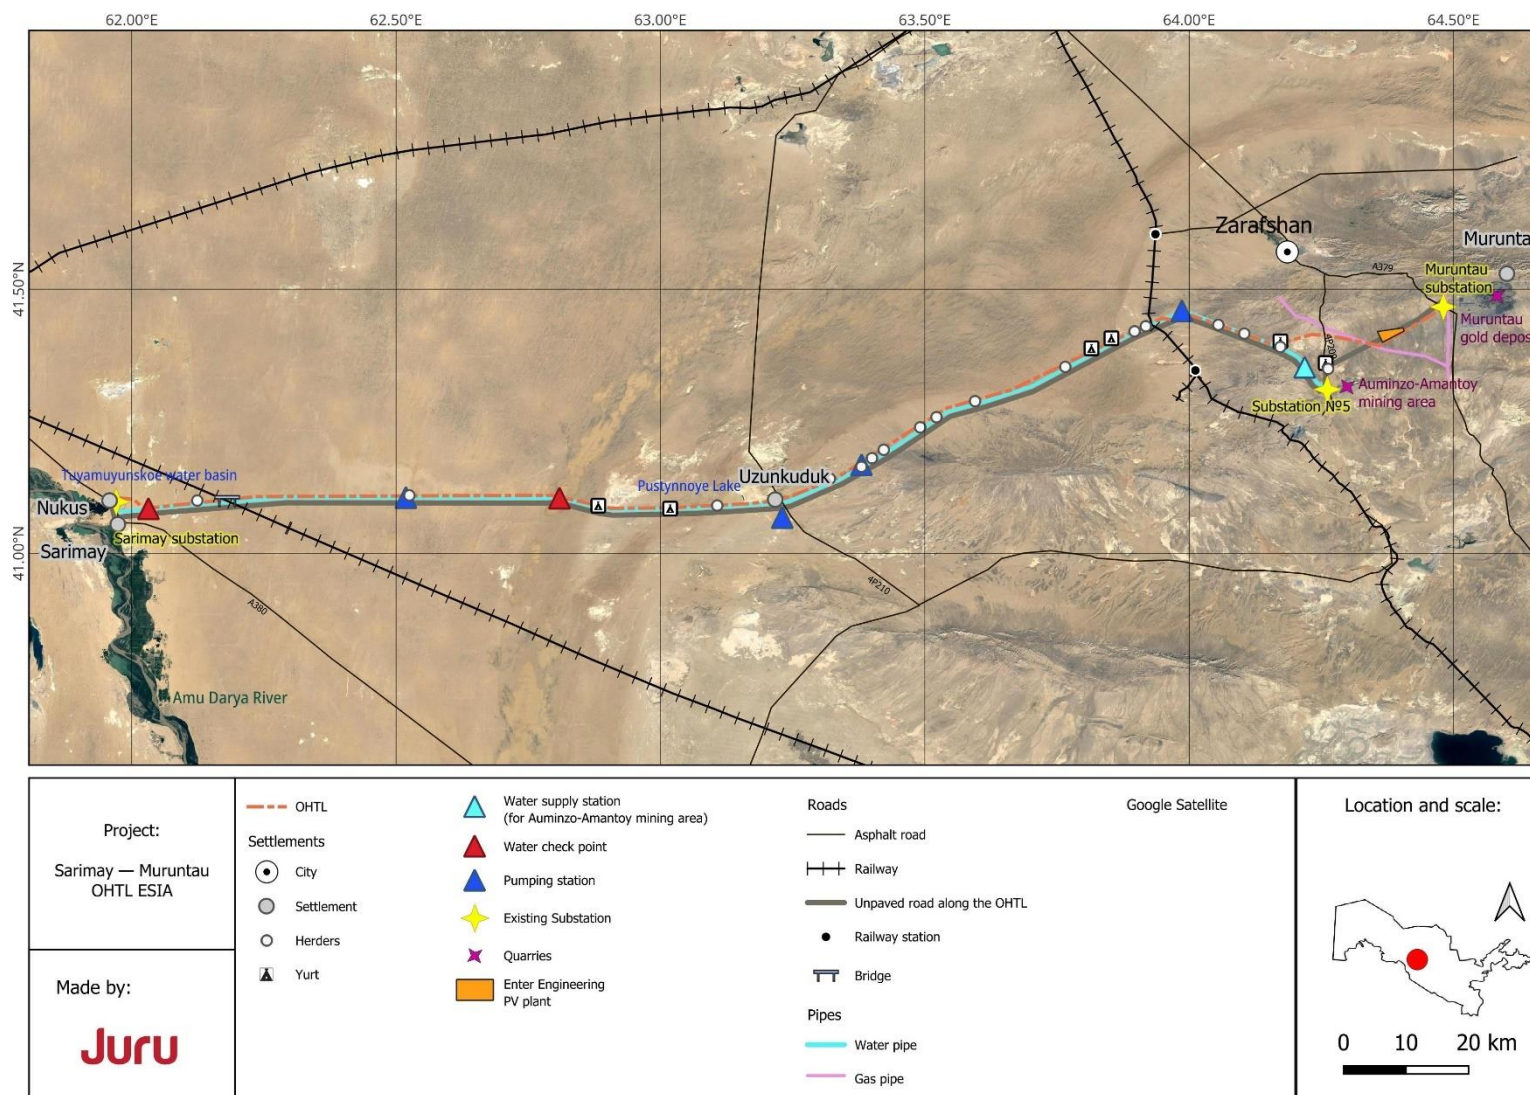 62.00°E
62.50°E
63.00°E
63.50°E
64.00°E
64.50°E
41.50°N
41.00°N
Zarafshan
Murunta
A379
Muruntau
substation
Muruntau
gold depos
4P209
Auminzo-Amantoy
mining area
Substation №5
Uzunkuduk
Pustynnoye Lake
Tuyamuyunskoe water basin
Nukus
Sarimay substation
Sarimay
A380
4P210
Amu Darya River
Project:
Sarimay — Muruntau
OHTL ESIA
Made by:
Juru
OHTL
Settlements
City
Settlement
Herders
Yurt
Water supply station
(for Auminzo-Amantoy mining area)
Water check point
Pumping station
Existing Substation
Quarries
Enter Engineering
PV plant
Roads
Asphalt road
Railway
Unpaved road along the OHTL
Railway station
Bridge
Pipes
Water pipe
Gas pipe
Google Satellite
Location and scale:
0 10 20 km